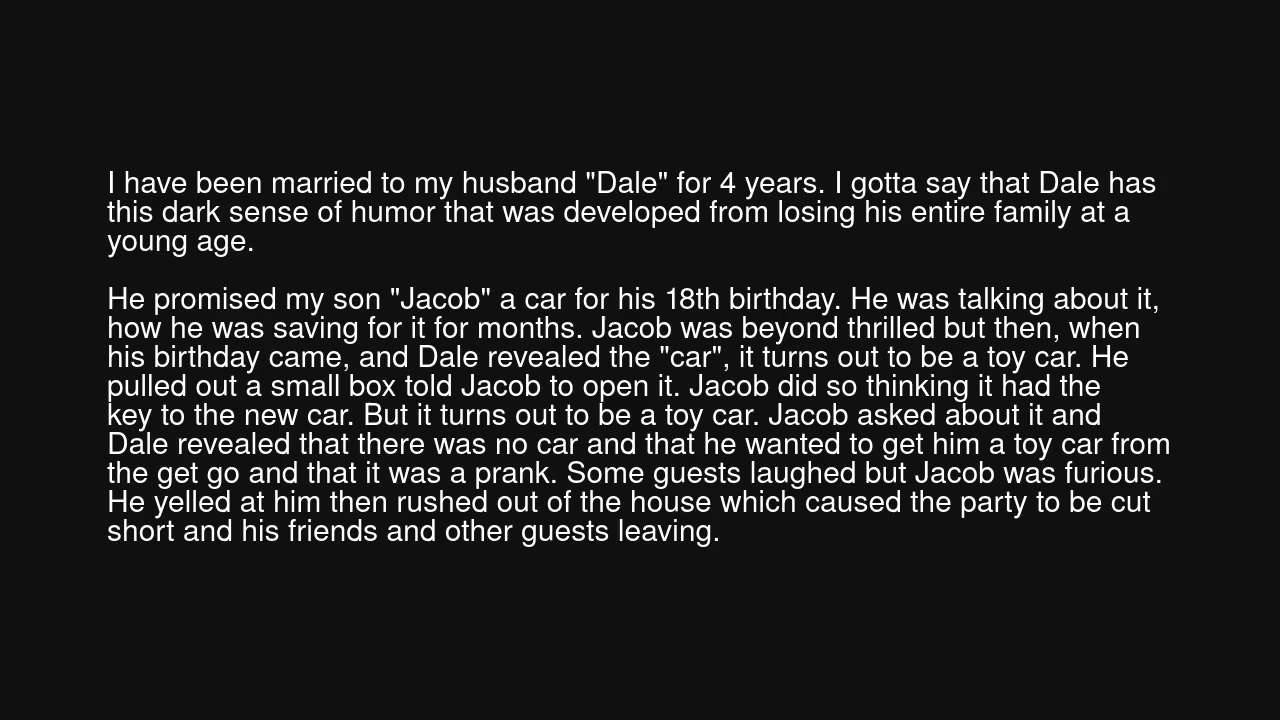 I have been married to my husband "Dale" for 4 years. I gotta say that Dale has
this dark sense of humor that was developed from losing his entire family at a
young age.
He promised my son "Jacob" a car for his 18th birthday. He was talking about it,
how he was saving for it for months. Jacob was beyond thrilled but then, when
his birthday came, and Dale revealed the "car", it turns out to be a toy car. He
pulled out a small box told Jacob to open it. Jacob did so thinking it had the
key to the new car. But it turns out to be a toy car. Jacob asked about it and
Dale revealed that there was no car and that he wanted to get him a toy car from
the get go and that it was a prank. Some guests laughed but Jacob was furious.
He yelled at him then rushed out of the house which caused the party to be cut
short and his friends and other guests leaving.